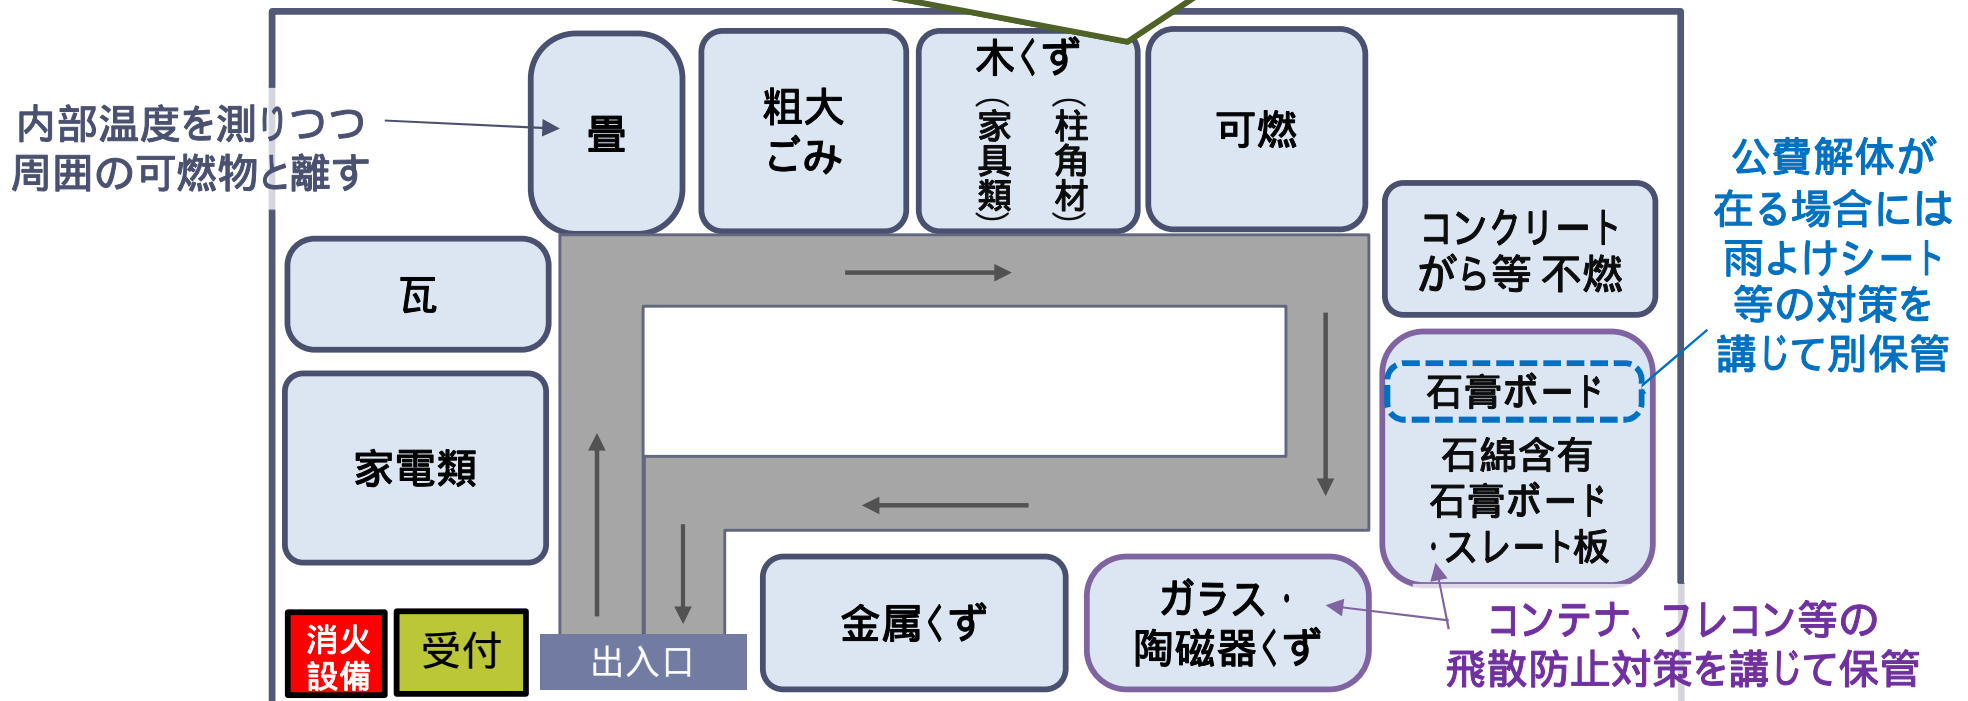 内部温度を測りつつ
周囲の可燃物と離す
畳
粗大
ごみ
木くず
（柱角材）
（家具類）
可燃
コンクリート
がら等 不燃
公費解体が
在る場合には
雨よけシート
等の対策を
講じて別保管
瓦
家電類
石膏ボード
石綿含有
石膏ボード
・スレート板
消火
設備
受付
出入口
金属くず
ガラス・
陶磁器くず
コンテナ、フレコン等の
飛散防止対策を講じて保管